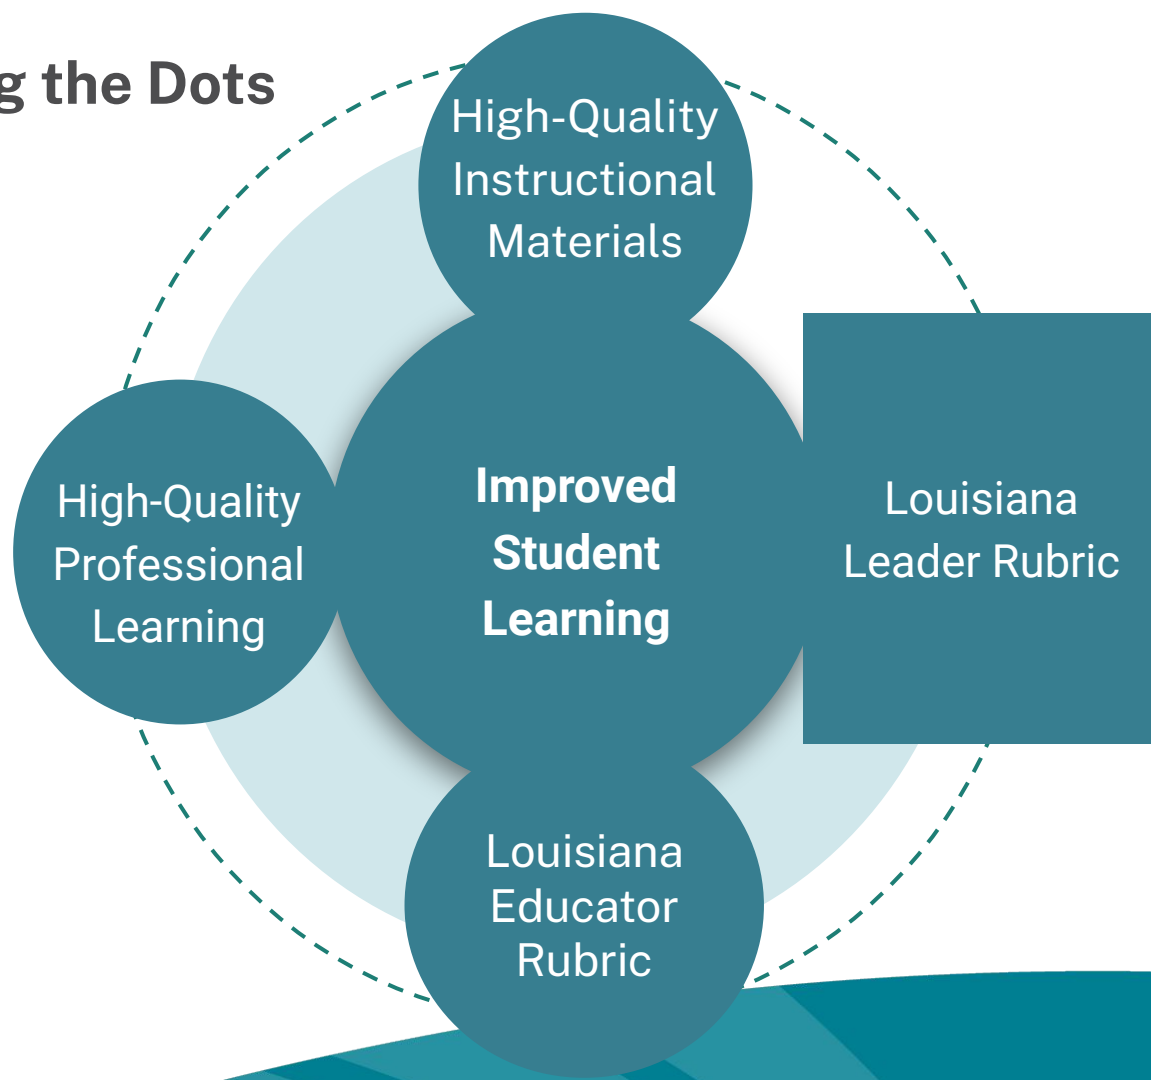 g the Dots
High-Quality
Instructional
Materials
High-Quality
Professional
Learning
Improved
Student
Learning
Louisiana
Leader Rubric
Louisiana
Educator
Rubric